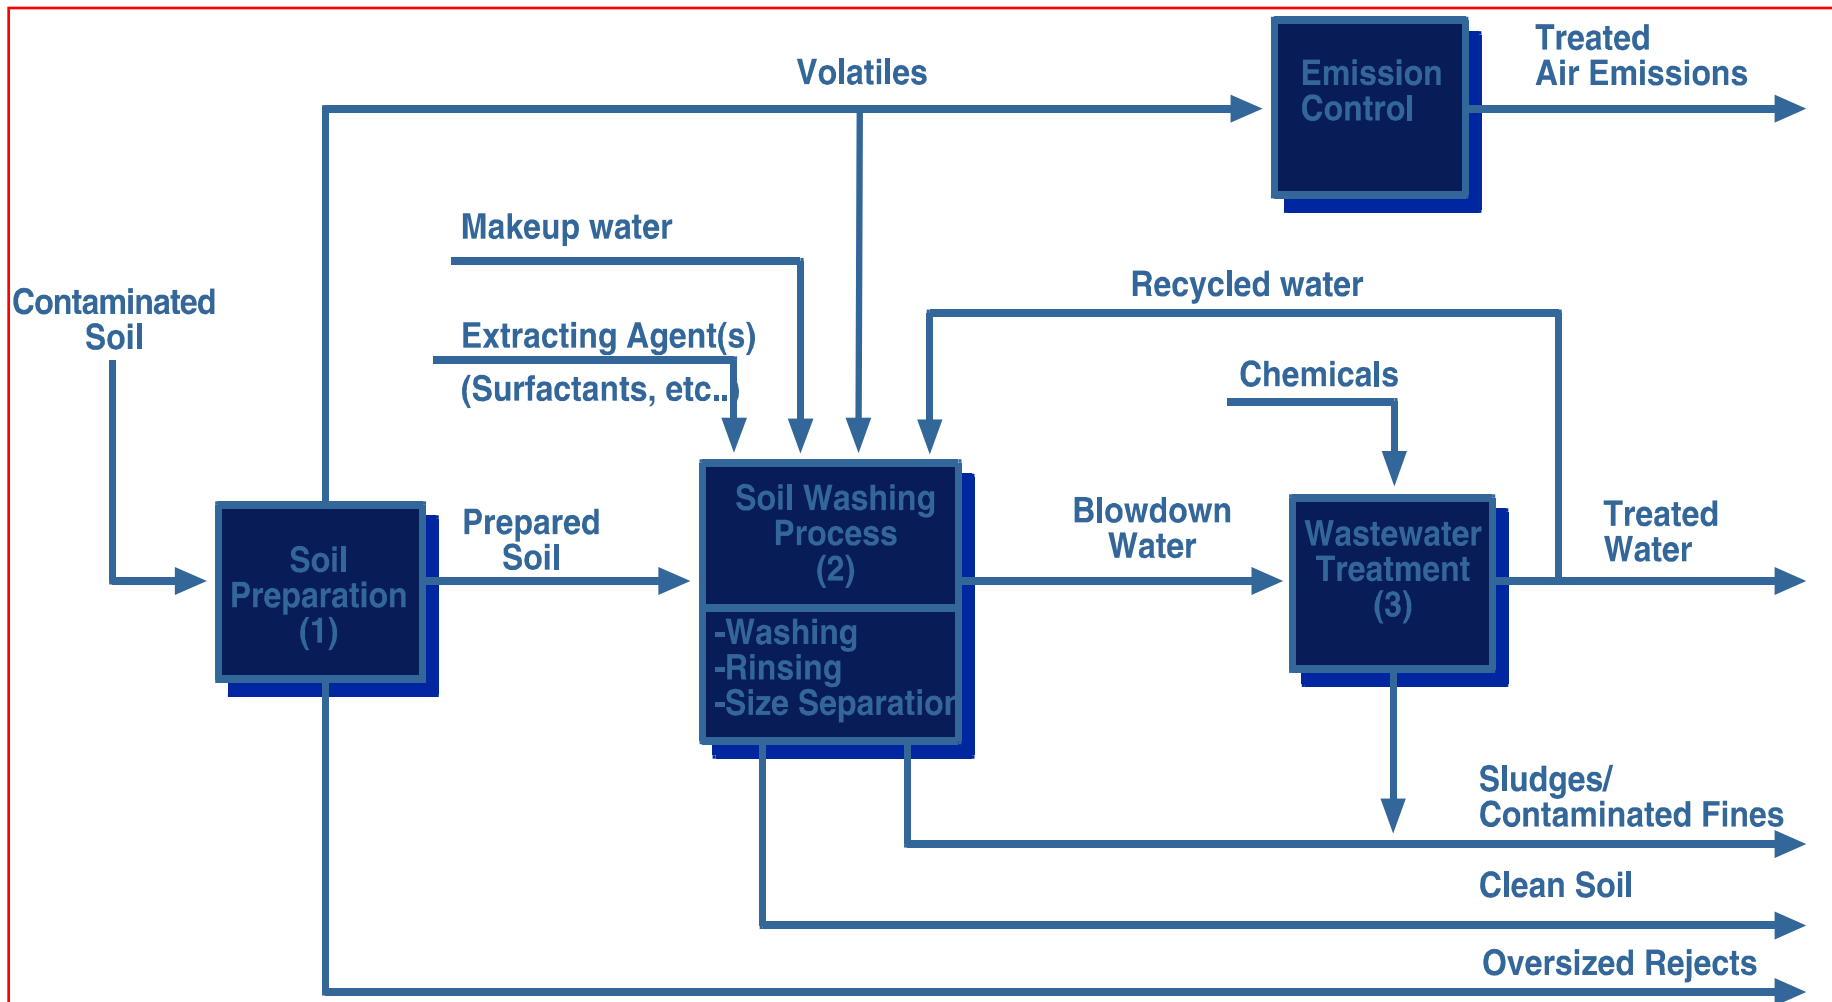 Treated
Air Emissions
Volatiles
Emission
Control
Makeup water
Recycled water
Contaminated
Soil
Extracting Agent(s)
(Surfactants, etc..)
Chemicals
Soil Washing
Process
(2)
Blowdown
Water
Treated
Water
Prepared
Soil
Wastewater
Treatment
(3)
Soil
Preparation
(1)
-Washing
-Rinsing
-Size Separation
Sludges/
Contaminated Fines
Clean Soil
Oversized Rejects